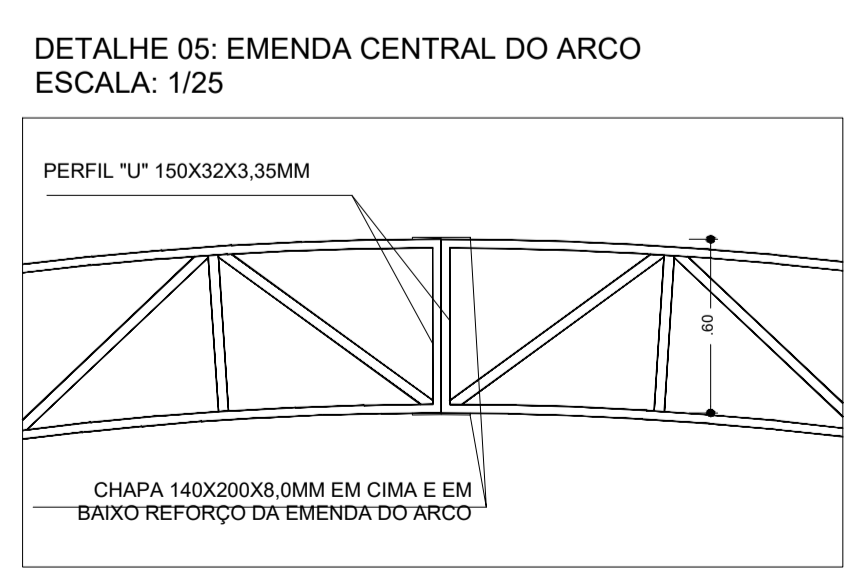 DETALHE 05: EMENDA CENTRAL DO ARCO
ESCALA: 1/25
PERFIL "U" 150X32X3,35MM
.60
CHAPA 140X200X8,0MM EM CIMA E EM
BAIXO REFORÇO DA EMENDA DO ARCO